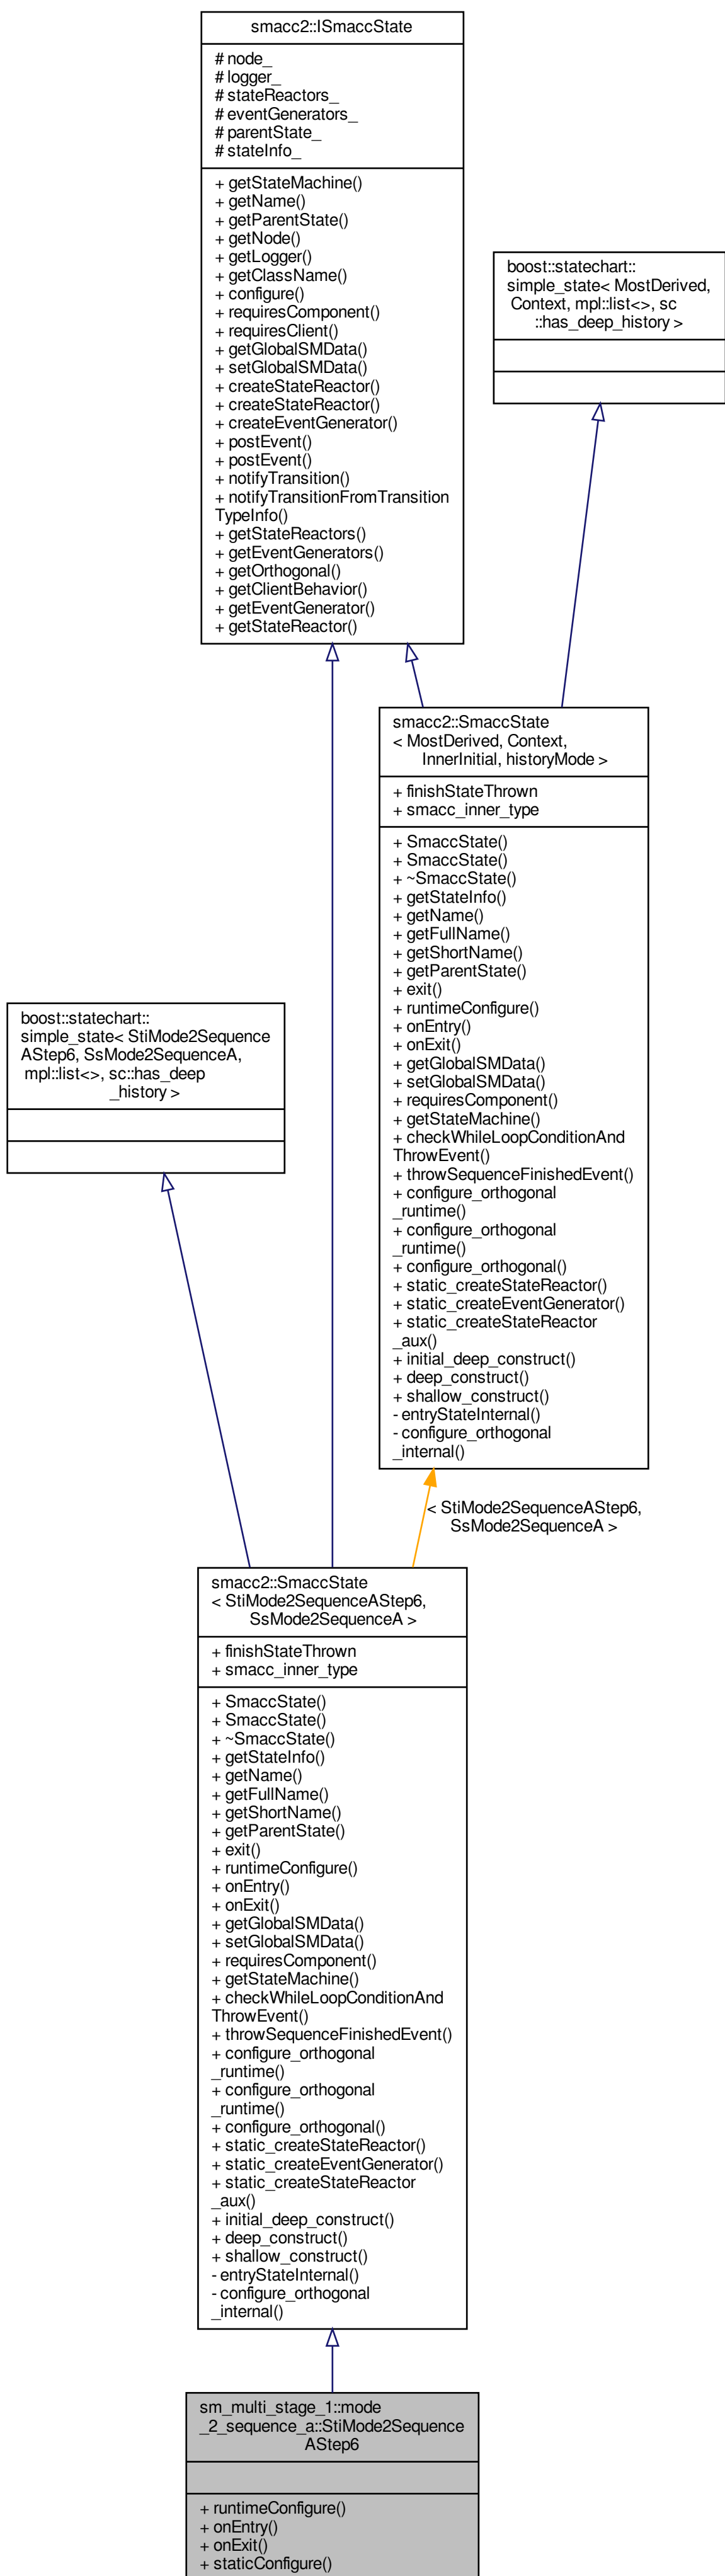 smacc2::ISmaccState
# node_
# logger_
# stateReactors_
# eventGenerators_
# parentState_
# stateInfo_
+ getStateMachine()
+ getName()
+ getParentState()
+ getNode()
+ getLogger()
+ getClassName()
+ configure()
+ requiresComponent()
+ requiresClient()
+ getGlobalSMData()
+ setGlobalSMData()
+ createStateReactor()
+ createStateReactor()
+ createEventGenerator()
+ postEvent()
+ postEvent()
+ notifyTransition()
+ notifyTransitionFromTransition
TypeInfo()
+ getStateReactors()
+ getEventGenerators()
+ getOrthogonal()
+ getClientBehavior()
+ getEventGenerator()
+ getStateReactor()
boost::statechart::
simple_state< MostDerived,
Context, mpl::list<>, sc
::has_deep_history >
smacc2::SmaccState
< MostDerived, Context,
InnerInitial, historyMode >
+ finishStateThrown
+ smacc_inner_type
+ SmaccState()
+ SmaccState()
+ ~SmaccState()
+ getStateInfo()
+ getName()
+ getFullName()
+ getShortName()
+ getParentState()
+ exit()
+ runtimeConfigure()
+ onEntry()
+ onExit()
+ getGlobalSMData()
+ setGlobalSMData()
+ requiresComponent()
+ getStateMachine()
+ checkWhileLoopConditionAnd
ThrowEvent()
+ throwSequenceFinishedEvent()
+ configure_orthogonal
_runtime()
+ configure_orthogonal
_runtime()
+ configure_orthogonal()
+ static_createStateReactor()
+ static_createEventGenerator()
+ static_createStateReactor
_aux()
+ initial_deep_construct()
+ deep_construct()
+ shallow_construct()
- entryStateInternal()
- configure_orthogonal
_internal()
boost::statechart::
simple_state< StiMode2Sequence
AStep6, SsMode2SequenceA,
mpl::list<>, sc::has_deep
_history >
< StiMode2SequenceAStep6,
SsMode2SequenceA >
smacc2::SmaccState
< StiMode2SequenceAStep6,
SsMode2SequenceA >
+ finishStateThrown
+ smacc_inner_type
+ SmaccState()
+ SmaccState()
+ ~SmaccState()
+ getStateInfo()
+ getName()
+ getFullName()
+ getShortName()
+ getParentState()
+ exit()
+ runtimeConfigure()
+ onEntry()
+ onExit()
+ getGlobalSMData()
+ setGlobalSMData()
+ requiresComponent()
+ getStateMachine()
+ checkWhileLoopConditionAnd
ThrowEvent()
+ throwSequenceFinishedEvent()
+ configure_orthogonal
_runtime()
+ configure_orthogonal
_runtime()
+ configure_orthogonal()
+ static_createStateReactor()
+ static_createEventGenerator()
+ static_createStateReactor
_aux()
+ initial_deep_construct()
+ deep_construct()
+ shallow_construct()
- entryStateInternal()
- configure_orthogonal
_internal()
sm_multi_stage_1::mode
_2_sequence_a::StiMode2Sequence
AStep6
+ runtimeConfigure()
+ onEntry()
+ onExit()
+ staticConfigure()